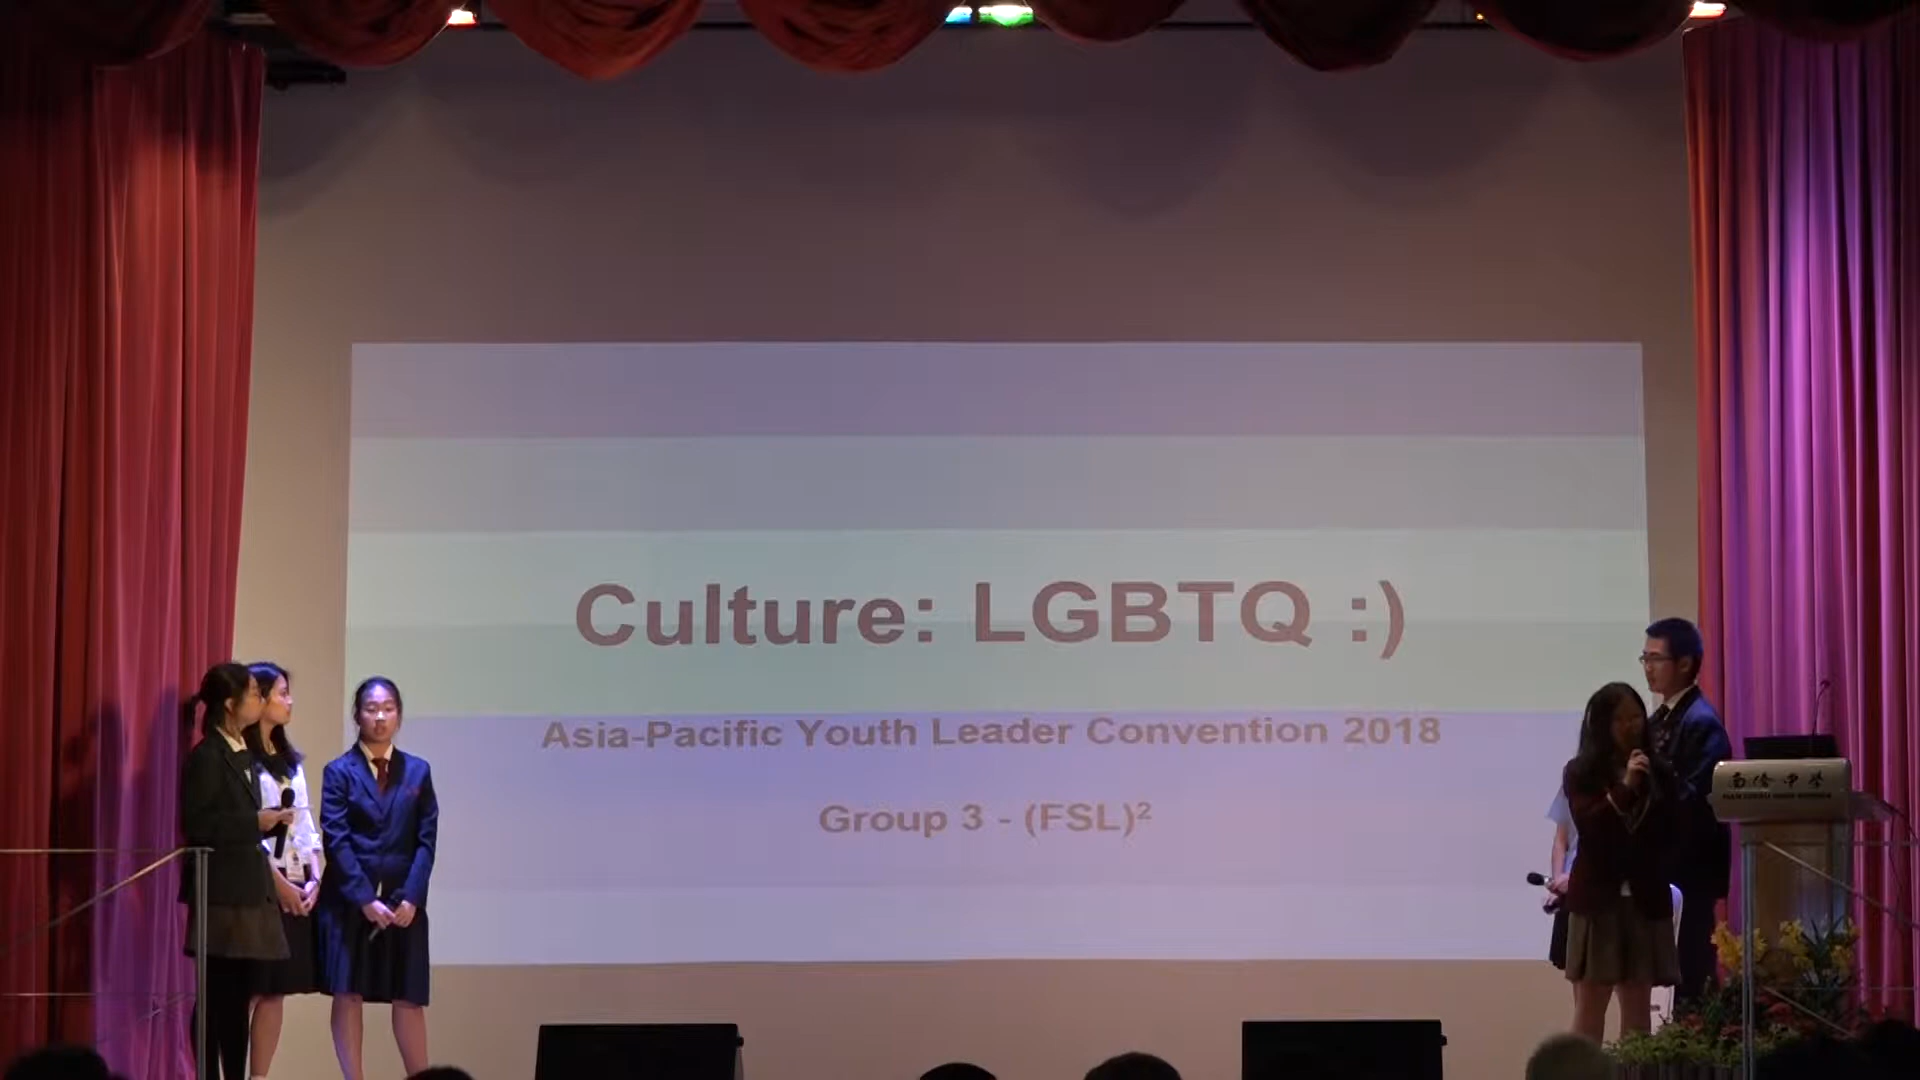 Culture: LGBTQ :)
Asia-Pacific Youth Leader Convention 2018
Group 3 - (FSL)²
南侨中学